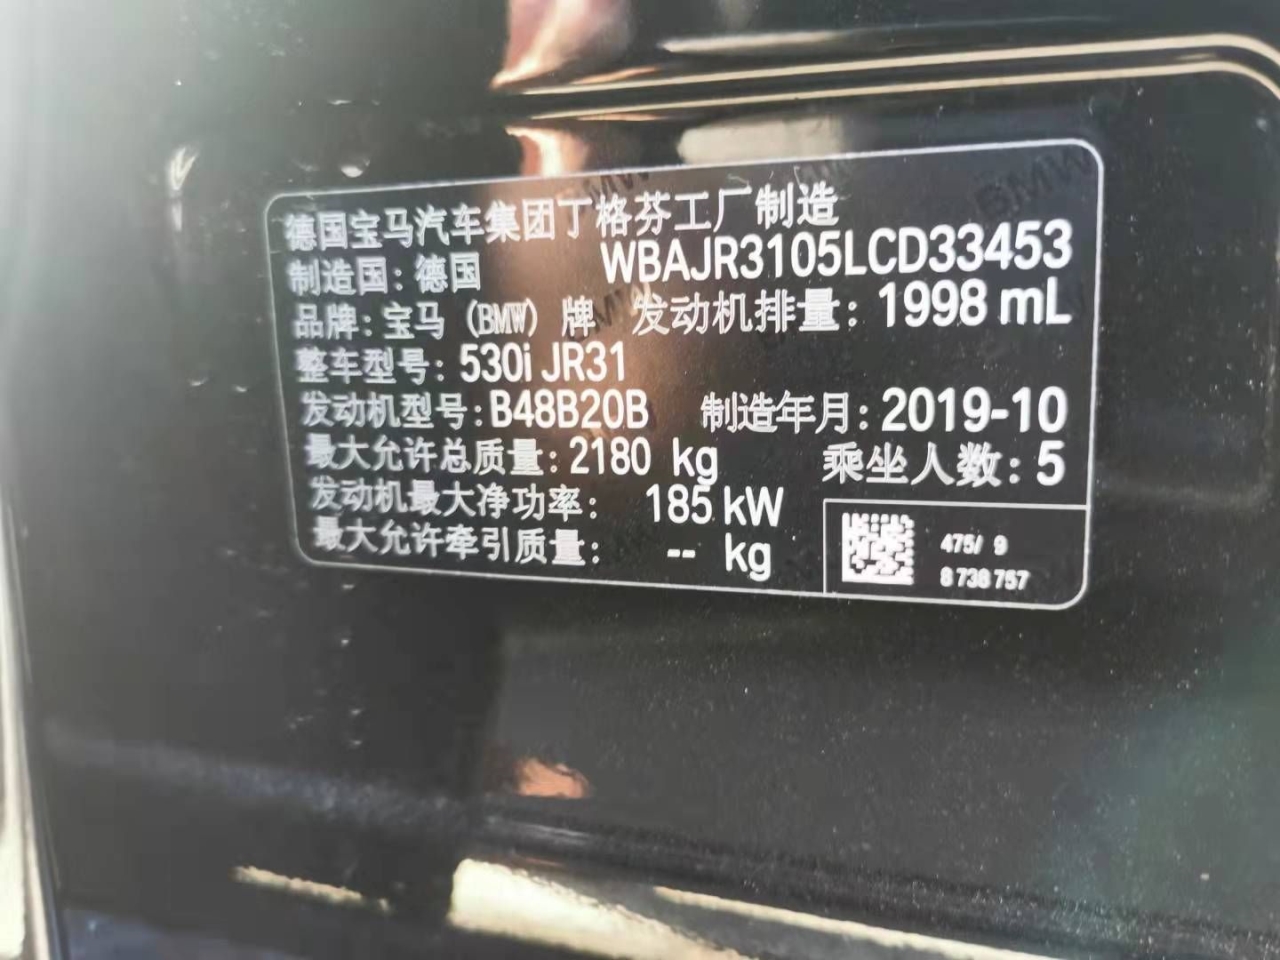 德国宝马汽车集团丁格芬工厂制造
制造国：德国 WBAJR3105LCD33453
品牌：宝马（BMW）牌 发动机排量：1998 mL
整车型号：530i JR31
发动机型号：B48B20B 制造年月：2019-10
最大允许总质量：2180 kg 乘坐人数：5
发动机最大净功率： 185 kW
最大允许牵引质量： -- kg
475/ 9
8 738 757
BMW
BMW